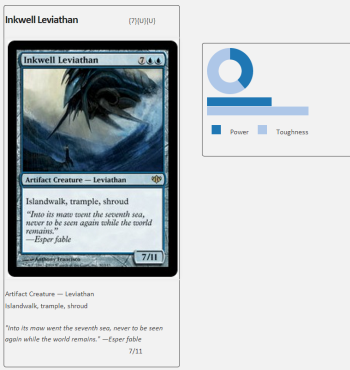 Inkwell Leviathan
{7}{U}{U}
Inkwell Leviathan 7
Artifact Creature — Leviathan
Islandwalk, trample, shroud
"Into its maw went the seventh sea,
never to be seen again while the world
remains."
—Esper fable
7/11
Power
Toughness
Artifact Creature — Leviathan
Islandwalk, trample, shroud
"Into its maw went the seventh sea, never to be seen
again while the world remains." —Esper fable
7/11